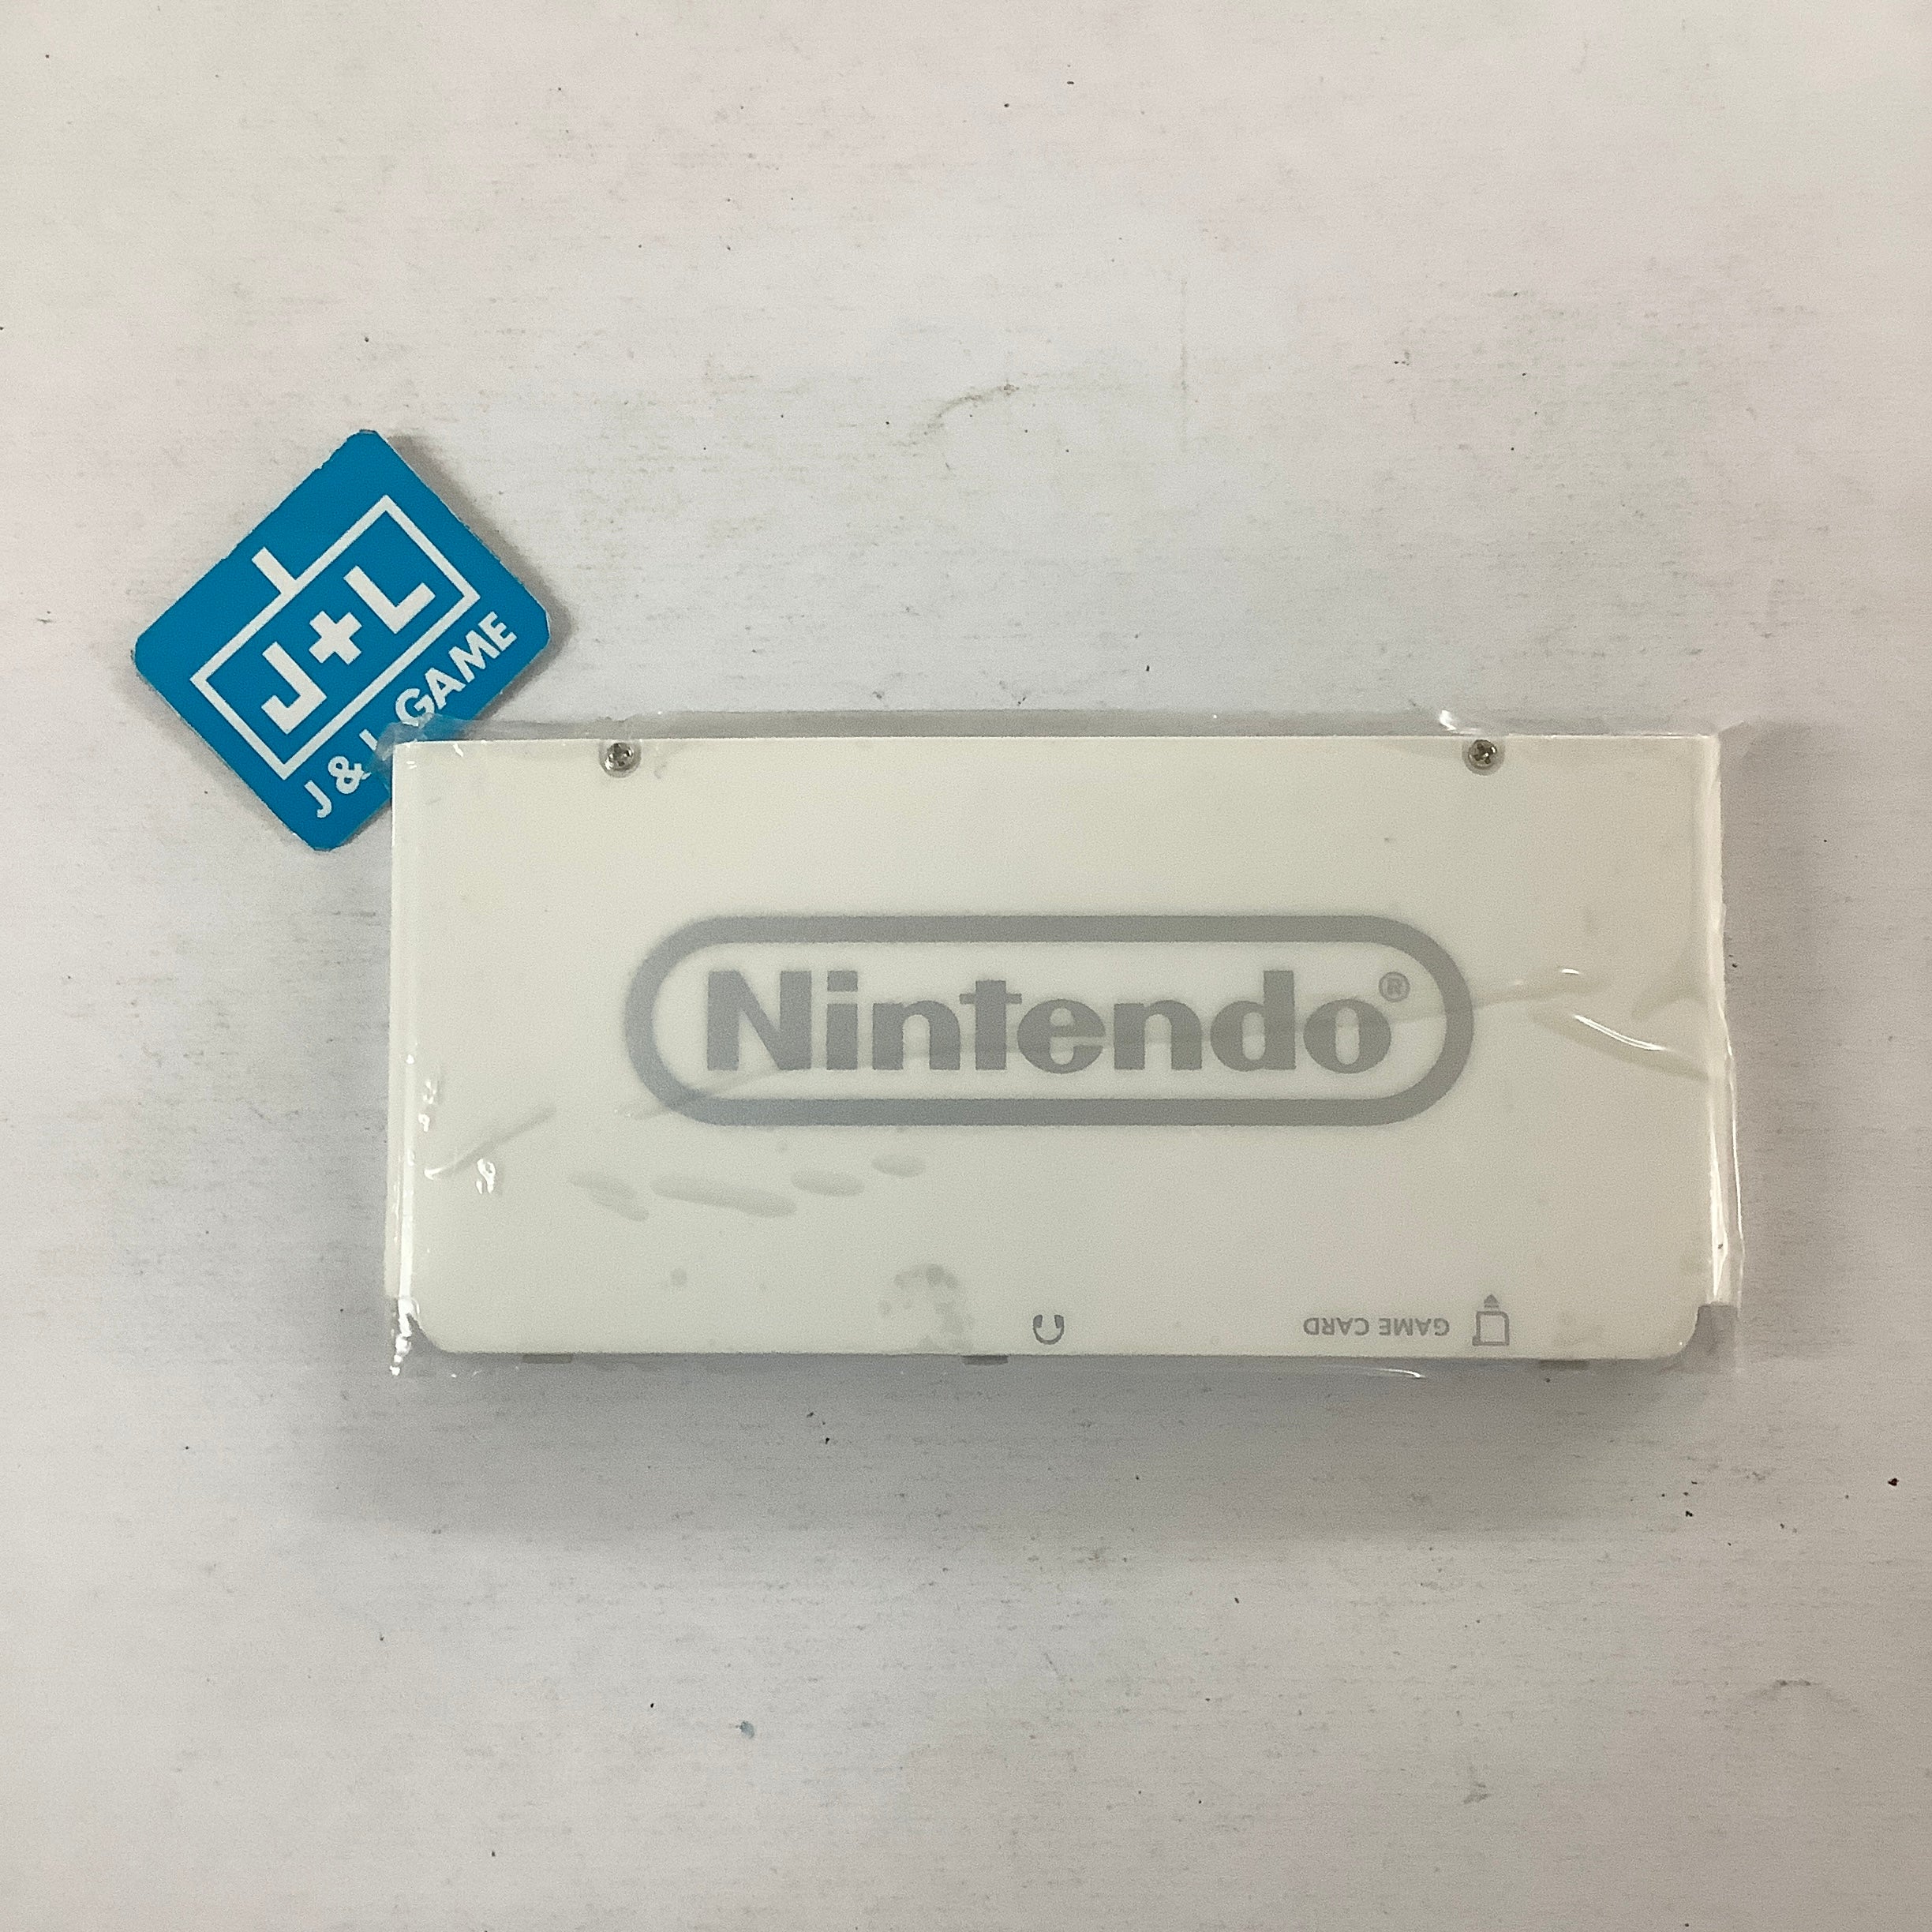 J+L
J & L GAME
Nintendo®
GAME CARD